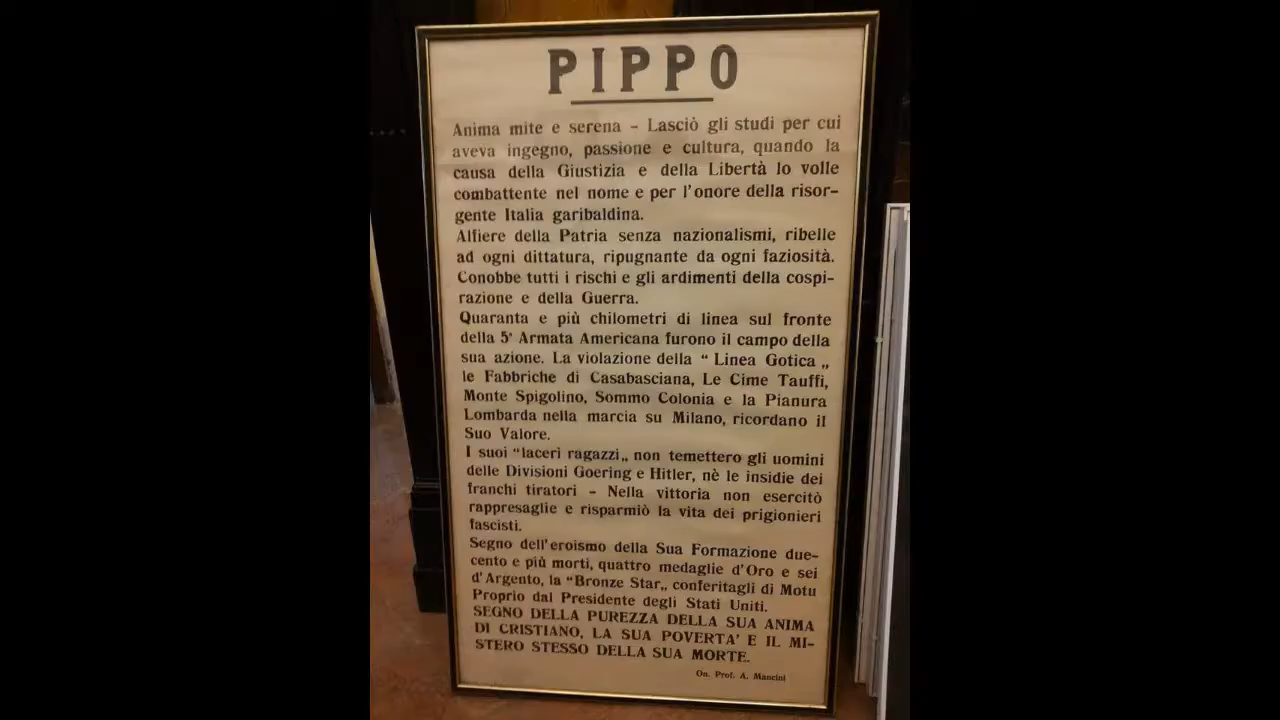 PIPPO
Anima mite e serena - Lasciò gli studi per cui
aveva ingegno, passione e cultura, quando la
causa della Giustizia e della Libertà lo volle
combattente nel nome e per l'onore della risor-
gente Italia garibaldina.
Alfiere della Patria senza nazionalismi, ribelle
ad ogni dittatura, ripugnante da ogni faziosità.
Conobbe tutti i rischi e gli ardimenti della cospi-
razione e della Guerra.
Quaranta e più chilometri di linea sul fronte
della 5ª Armata Americana furono il campo della
sua azione. La violazione della “ Linea Gotica „
le Fabbriche di Casabasciana, Le Cime Tauffi,
Monte Spigolino, Sommo Colonia e la Pianura
Lombarda nella marcia su Milano, ricordano il
Suo Valore.
I suoi “laceri ragazzi„ non temettero gli uomini
delle Divisioni Goering e Hitler, nè le insidie dei
franchi tiratori - Nella vittoria non esercitò
rappresaglie e risparmiò la vita dei prigionieri
fascisti.
Segno dell'eroismo della Sua Formazione due-
cento e più morti, quattro medaglie d'Oro e sei
d'Argento, la “Bronze Star„ conferitagli di Motu
Proprio dal Presidente degli Stati Uniti.
SEGNO DELLA PUREZZA DELLA SUA ANIMA
DI CRISTIANO, LA SUA POVERTA' E IL MI-
STERO STESSO DELLA SUA MORTE.
On. Prof. A. Mancini